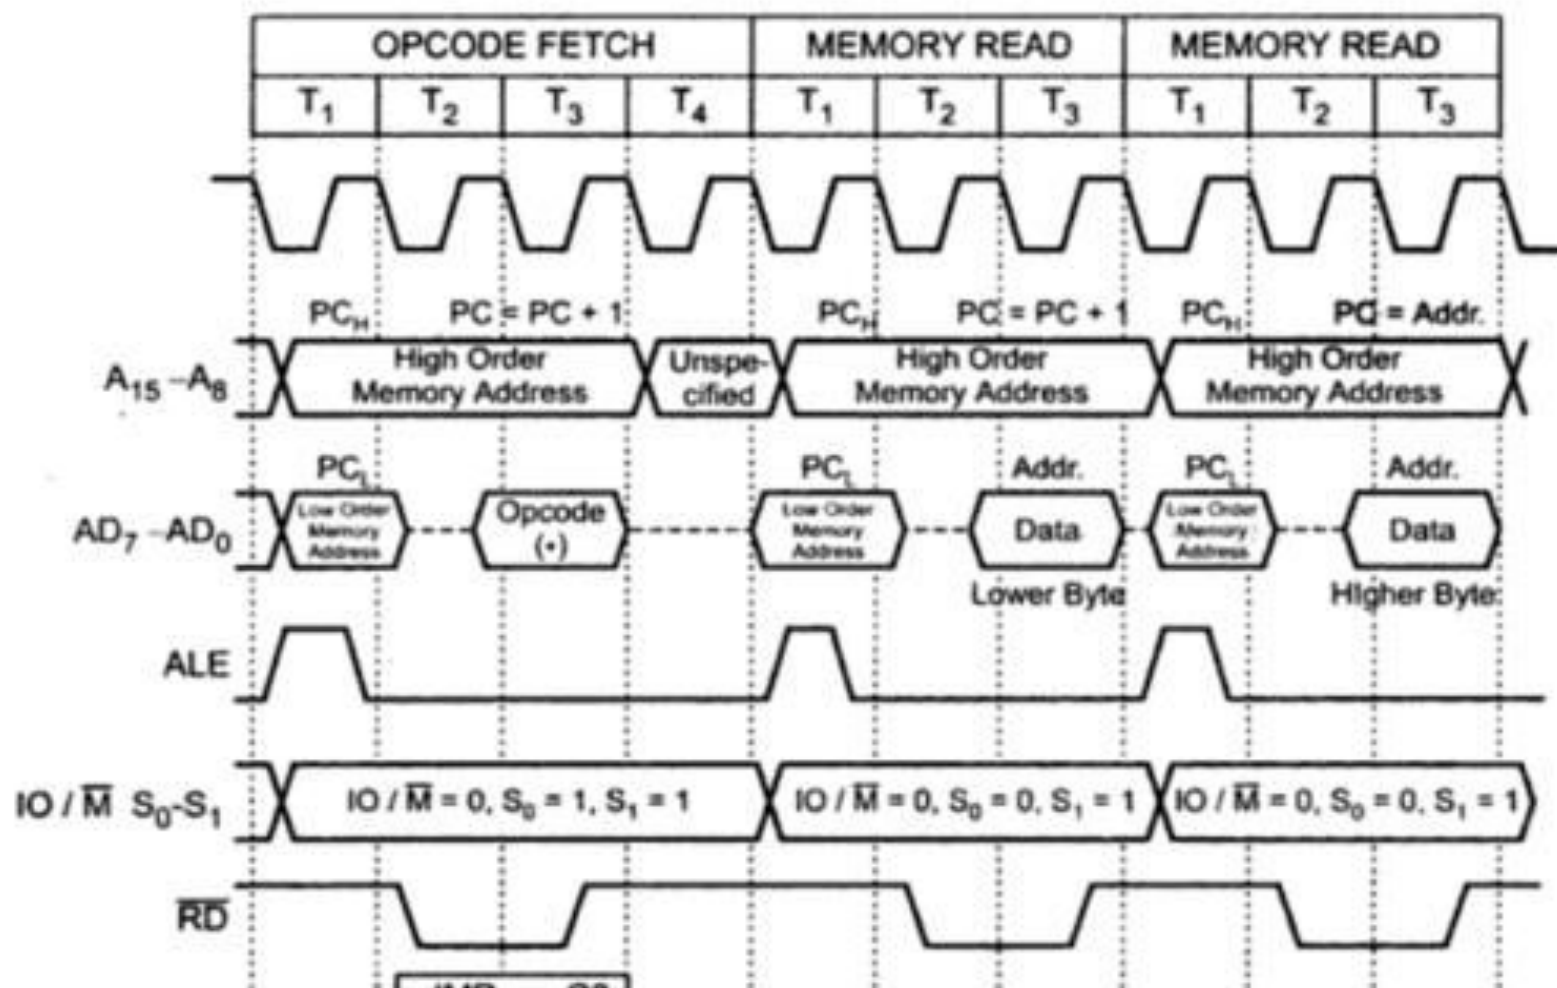 OPCODE FETCH MEMORY READ MEMORY READ
T1 T2 T3 T4 T1 T2 T3 T1 T2 T3
PCH PC = PC + 1 PCH PC = PC + 1 PCH PC = Addr.
A15 –A8
High Order
Memory Address
Unspe-
cified
High Order
Memory Address
High Order
Memory Address
PCL PCL Addr. PCL Addr.
AD7 –AD0
Low Order
Memory
Address
Opcode
(•)
Low Order
Memory
Address
Data
Low Order
Memory
Address
Data
Lower Byte HIgher Byte
ALE
IO / M̅ S0-S1 IO / M̅ = 0, S0 = 1, S1 = 1 IO / M̅ = 0, S0 = 0, S1 = 1 IO / M̅ = 0, S0 = 0, S1 = 1
R̅D̅